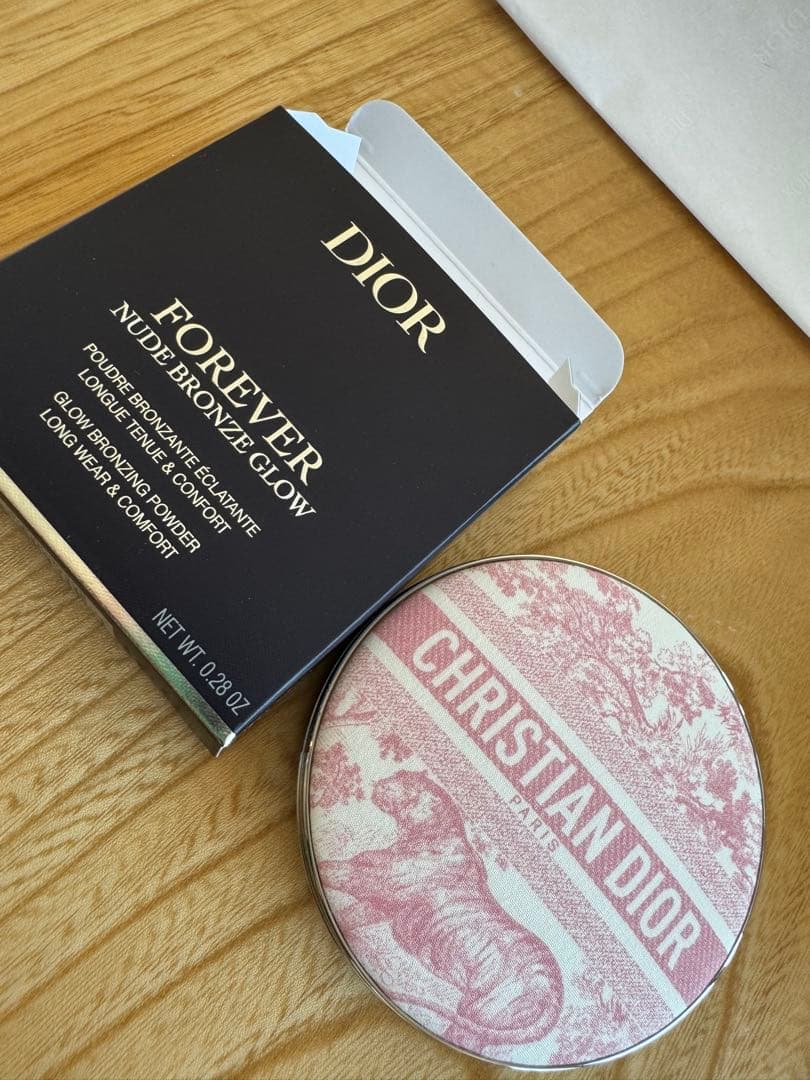 DIOR
FOREVER
NUDE BRONZE GLOW
POUDRE BRONZANTE ÉCLATANTE
LONGUE TENUE & CONFORT
GLOW BRONZING POWDER
LONG WEAR & COMFORT
NET WT. 0.28 OZ
CHRISTIAN DIOR
PARIS